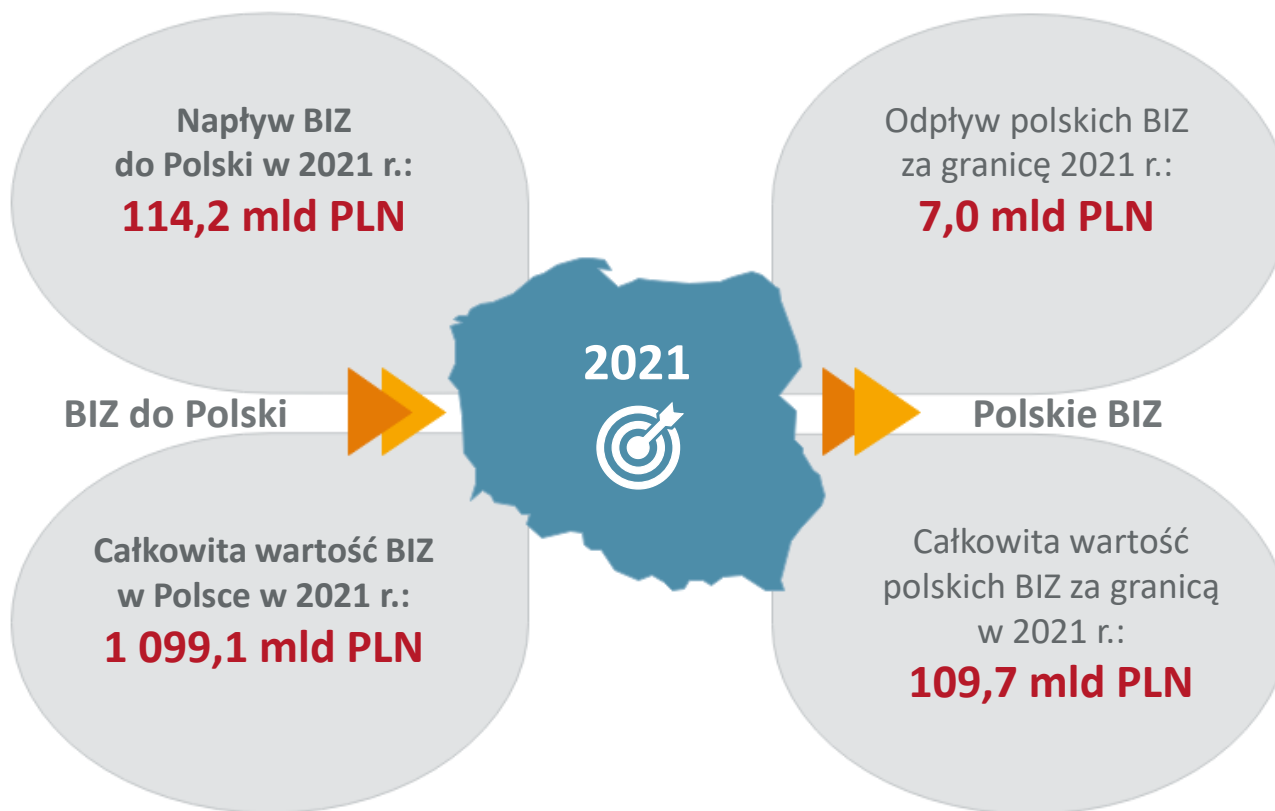 Napływ BIZ
do Polski w 2021 r.:
114,2 mld PLN
Odpływ polskich BIZ
za granicę 2021 r.:
7,0 mld PLN
2021
BIZ do Polski
Polskie BIZ
Całkowita wartość BIZ
w Polsce w 2021 r.:
1 099,1 mld PLN
Całkowita wartość
polskich BIZ za granicą
w 2021 r.:
109,7 mld PLN